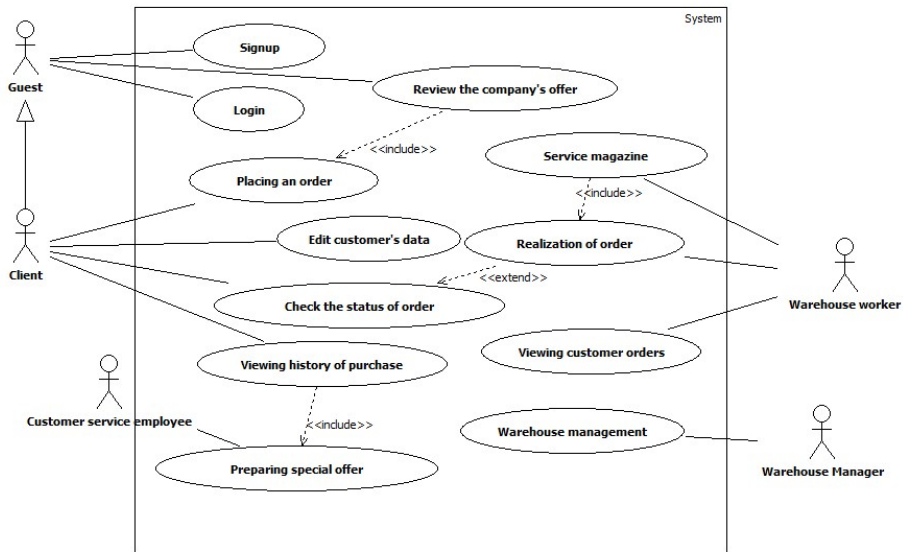 System
Signup
Guest
Review the company's offer
Login
<<include>>
Service magazine
Placing an order
<<include>>
Edit customer's data
Realization of order
Client
<<extend>>
Check the status of order
Warehouse worker
Viewing customer orders
Viewing history of purchase
Customer service employee
<<include>>
Warehouse management
Preparing special offer
Warehouse Manager